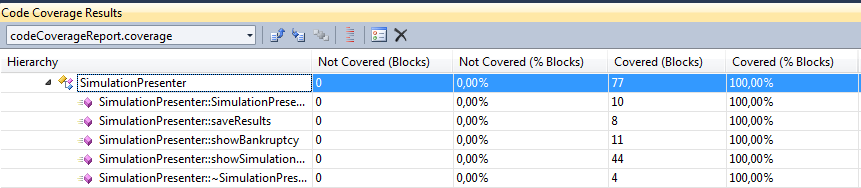 Code Coverage Results
codeCoverageReport.coverage
Hierarchy Not Covered (Blocks) Not Covered (% Blocks) Covered (Blocks) Covered (% Blocks)
SimulationPresenter 0 0,00% 77 100,00%
SimulationPresenter::SimulationPrese... 0 0,00% 10 100,00%
SimulationPresenter::saveResults 0 0,00% 8 100,00%
SimulationPresenter::showBankruptcy 0 0,00% 11 100,00%
SimulationPresenter::showSimulation... 0 0,00% 44 100,00%
SimulationPresenter::~SimulationPres... 0 0,00% 4 100,00%